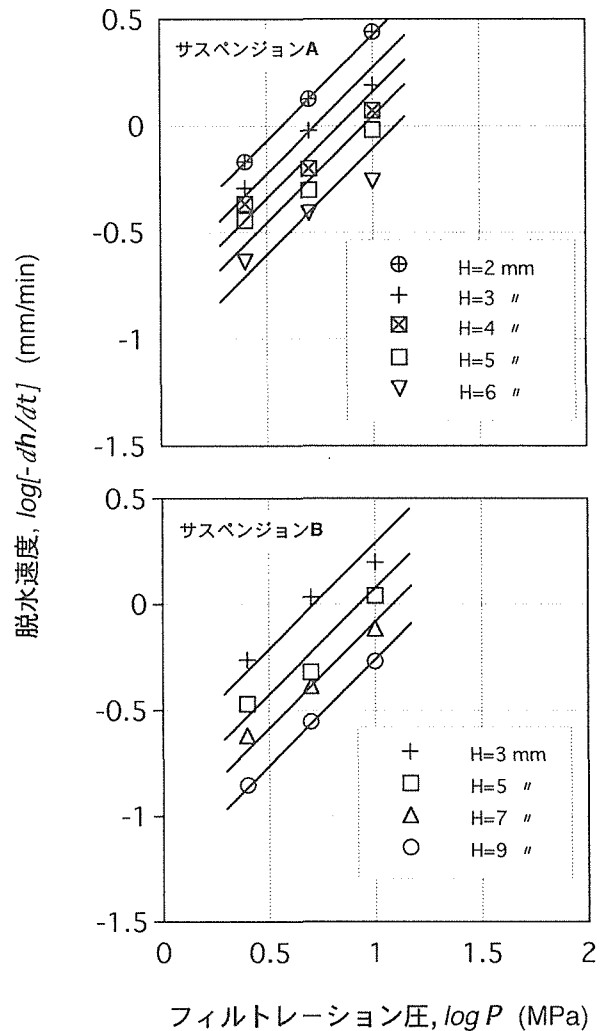 0.5
サスペンジョンA
0
-0.5
H=2 mm
H=3 〃
H=4 〃
-1
H=5 〃
H=6 〃
-1.5
脱水速度, log[-dh/dt] (mm/min)
0.5
サスペンジョンB
0
-0.5
H=3 mm
H=5 〃
-1
H=7 〃
H=9 〃
-1.5
0 0.5 1 1.5 2
フィルトレーション圧, log P (MPa)